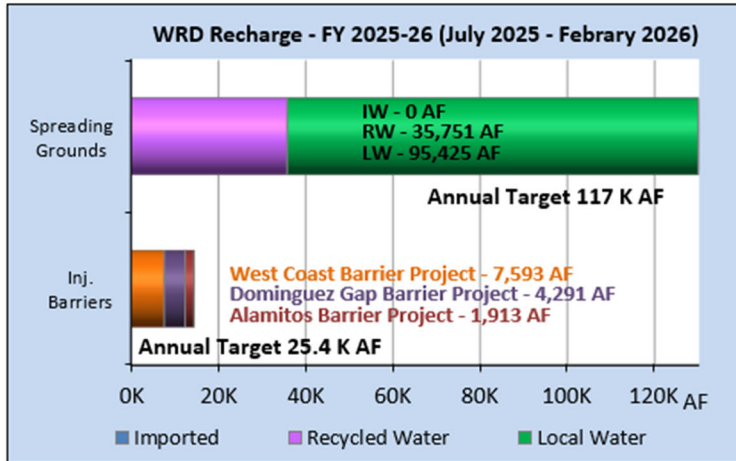 WRD Recharge - FY 2025-26 (July 2025 - Febrary 2026)
Spreading
Grounds
IW - 0 AF
RW - 35,751 AF
LW - 95,425 AF
Annual Target 117 K AF
Inj.
Barriers
West Coast Barrier Project - 7,593 AF
Dominguez Gap Barrier Project - 4,291 AF
Alamitos Barrier Project - 1,913 AF
Annual Target 25.4 K AF
0K 20K 40K 60K 80K 100K 120K AF
Imported Recycled Water Local Water